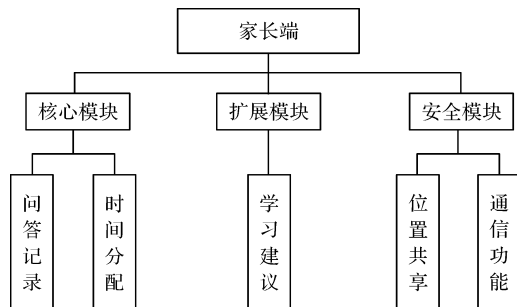 家长端
核心模块
扩展模块
安全模块
问答记录
时间分配
学习建议
位置共享
通信功能